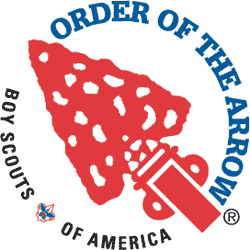 ORDER OF THE ARROW
BOY SCOUTS
OF AMERICA
®